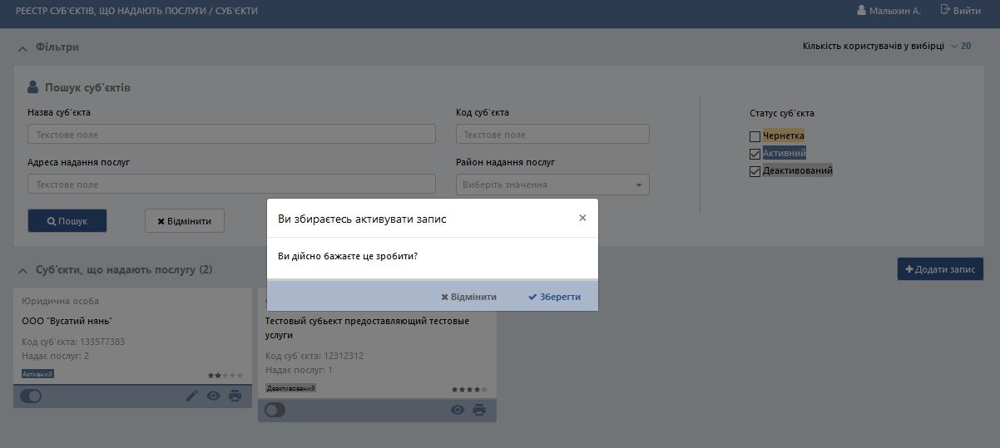 РЕЄСТР СУБ'ЄКТІВ, ЩО НАДАЮТЬ ПОСЛУГИ / СУБ'ЄКТИ
Малыхин А.
Вийти
Фільтри
Кількість користувачів у вибірці 20
Пошук суб'єктів
Назва суб'єкта
Код суб'єкта
Статус суб'єкта
Текстове поле
Текстове поле
Чернетка
Активний
Деактивований
Адреса надання послуг
Район надання послуг
Текстове поле
Виберіть значення
Пошук
Відмінити
Ви збираєтесь активувати запис
×
Ви дійсно бажаєте це зробити?
Відмінити
Зберегти
Суб'єкти, що надають послугу (2)
Додати запис
Юридична особа
ООО "Вусатий нянь"
Код суб'єкта: 133577383
Надає послуг: 2
Активний
Тестовый субьект предоставляющий тестовые
услуги
Код суб'єкта: 12312312
Надає послуг: 1
Деактивований